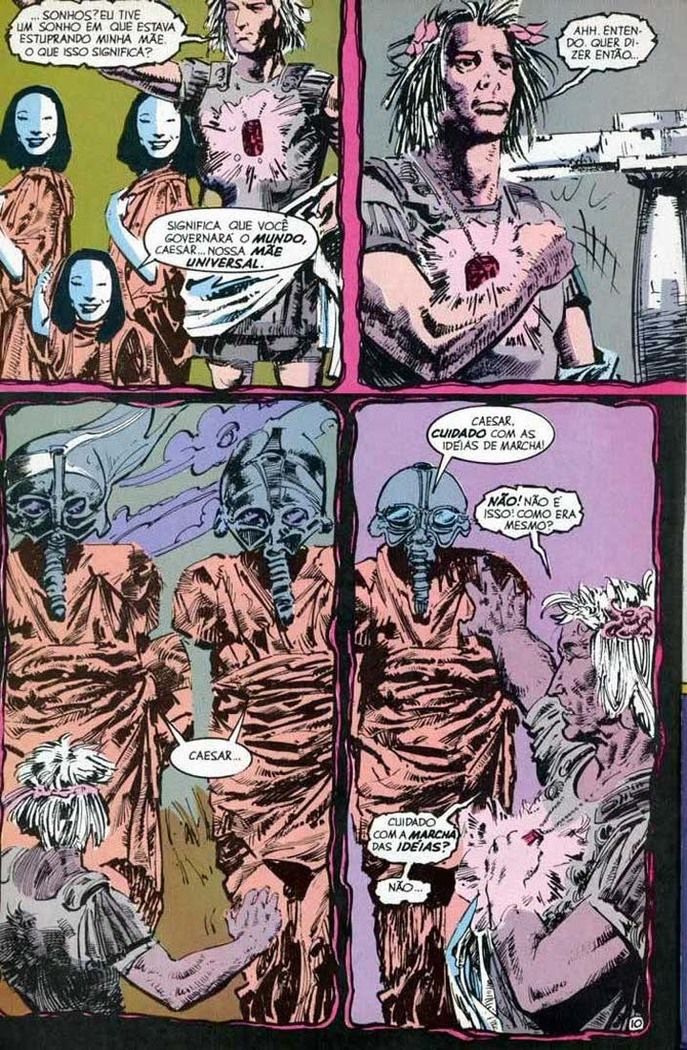 ... SONHOS? EU TIVE
UM SONHO EM QUE ESTAVA
ESTUPRANDO MINHA MÃE.
O QUE ISSO SIGNIFICA?
SIGNIFICA QUE VOCÊ
GOVERNARÁ O MUNDO,
CAESAR... NOSSA MÃE
UNIVERSAL.
AHH. ENTEN-
DO. QUER DI-
ZER ENTÃO...
CAESAR...
CAESAR,
CUIDADO COM AS
IDÉIAS DE MARCHA!
NÃO! NÃO É
ISSO! COMO ERA
MESMO?
CUIDADO
COM A MARCHA
DAS IDÉIAS?
NÃO...
10